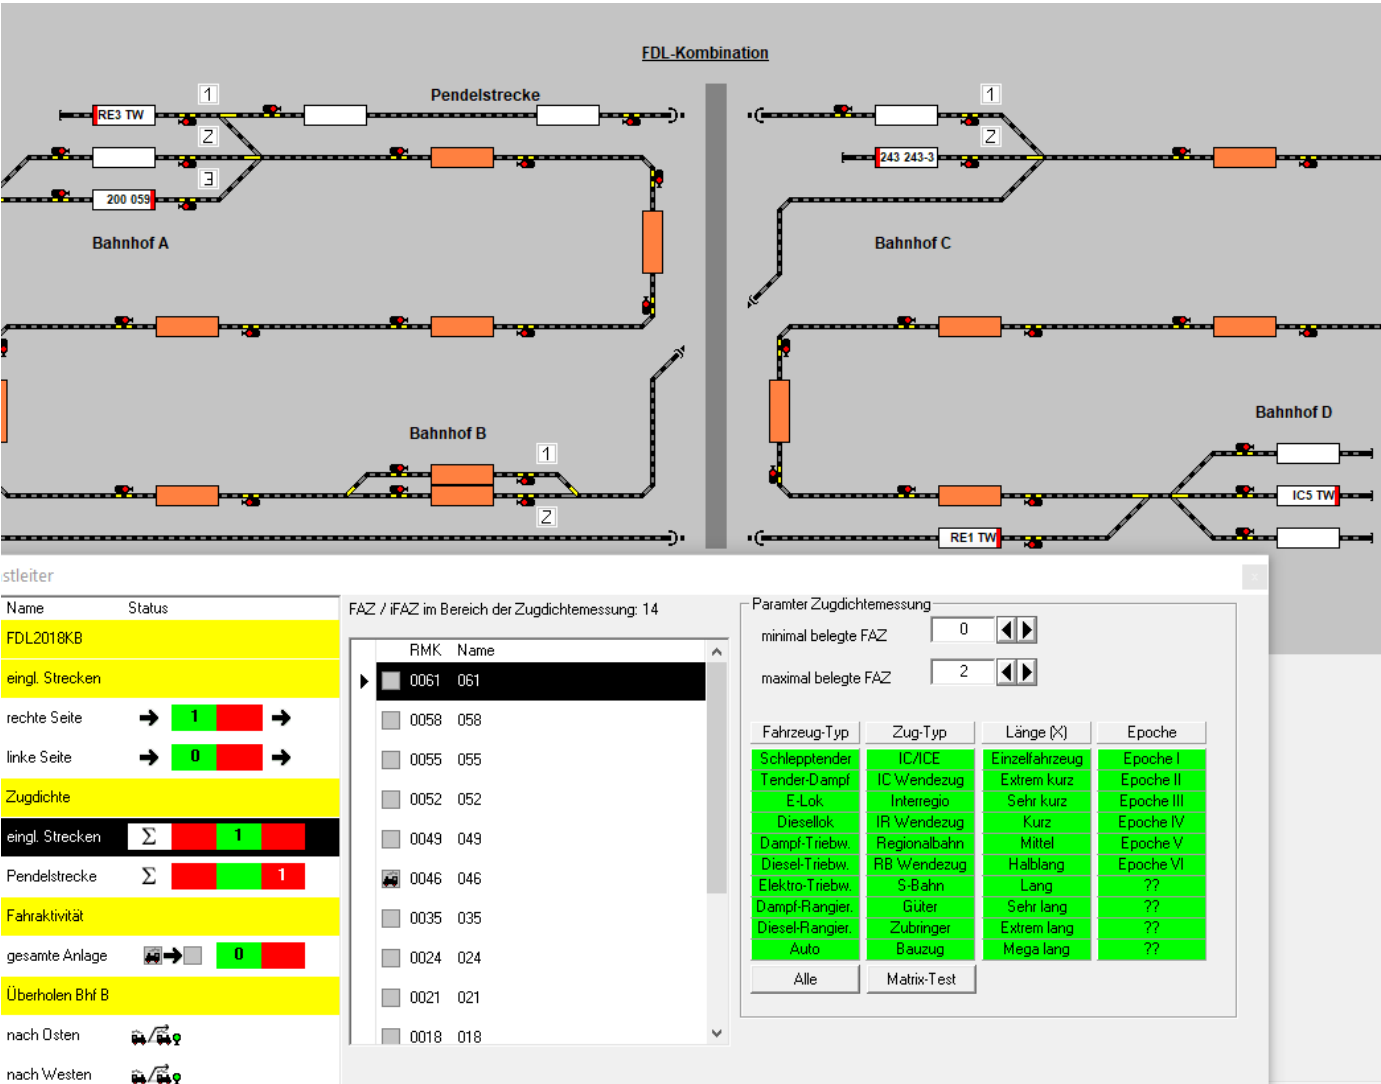 FDL-Kombination
1
Pendelstrecke
1
RE3 TW
2
2
243 243-3
3
200 059
Bahnhof A
Bahnhof C
Bahnhof D
Bahnhof B
1
IC5 TW
2
RE1 TW
stleiter
x
Name Status
FDL2018KB
eingl. Strecken
rechte Seite 1
linke Seite 0
Zugdichte
eingl. Strecken Σ 1
Pendelstrecke Σ 1
Fahraktivität
gesamte Anlage 0
Überholen Bhf B
nach Osten
nach Westen
FAZ / iFAZ im Bereich der Zugdichtemessung: 14
RMK Name
0061 061
0058 058
0055 055
0052 052
0049 049
0046 046
0035 035
0024 024
0021 021
0018 018
Paramter Zugdichtemessung
minimal belegte FAZ 0
maximal belegte FAZ 2
Fahrzeug-Typ Zug-Typ Länge (X) Epoche
Schlepptender IC/ICE Einzelfahrzeug Epoche I
Tender-Dampf IC Wendezug Extrem kurz Epoche II
E-Lok Interregio Sehr kurz Epoche III
Diesellok IR Wendezug Kurz Epoche IV
Dampf-Triebw. Regionalbahn Mittel Epoche V
Diesel-Triebw. RB Wendezug Halblang Epoche VI
Elektro-Triebw. S-Bahn Lang ??
Dampf-Rangier. Güter Sehr lang ??
Diesel-Rangier. Zubringer Extrem lang ??
Auto Bauzug Mega lang ??
Alle Matrix-Test